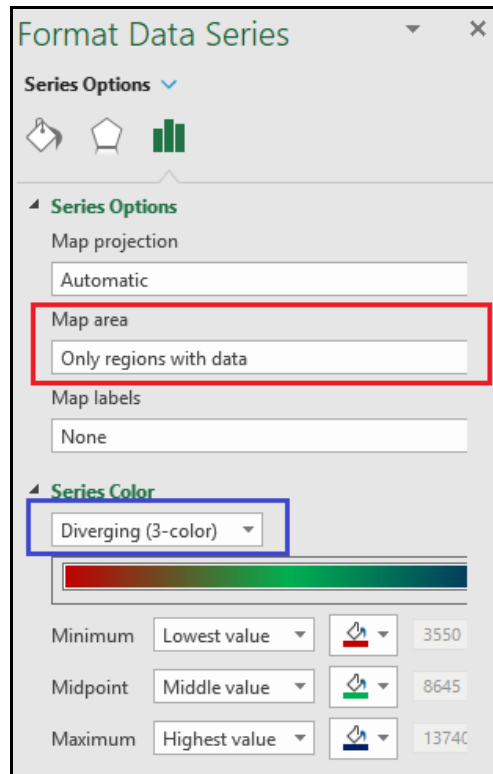 Format Data Series
Series Options
Series Options
Map projection
Automatic
Map area
Only regions with data
Map labels
None
Series Color
Diverging (3-color)
Minimum Lowest value 3550
Midpoint Middle value 8645
Maximum Highest value 13740